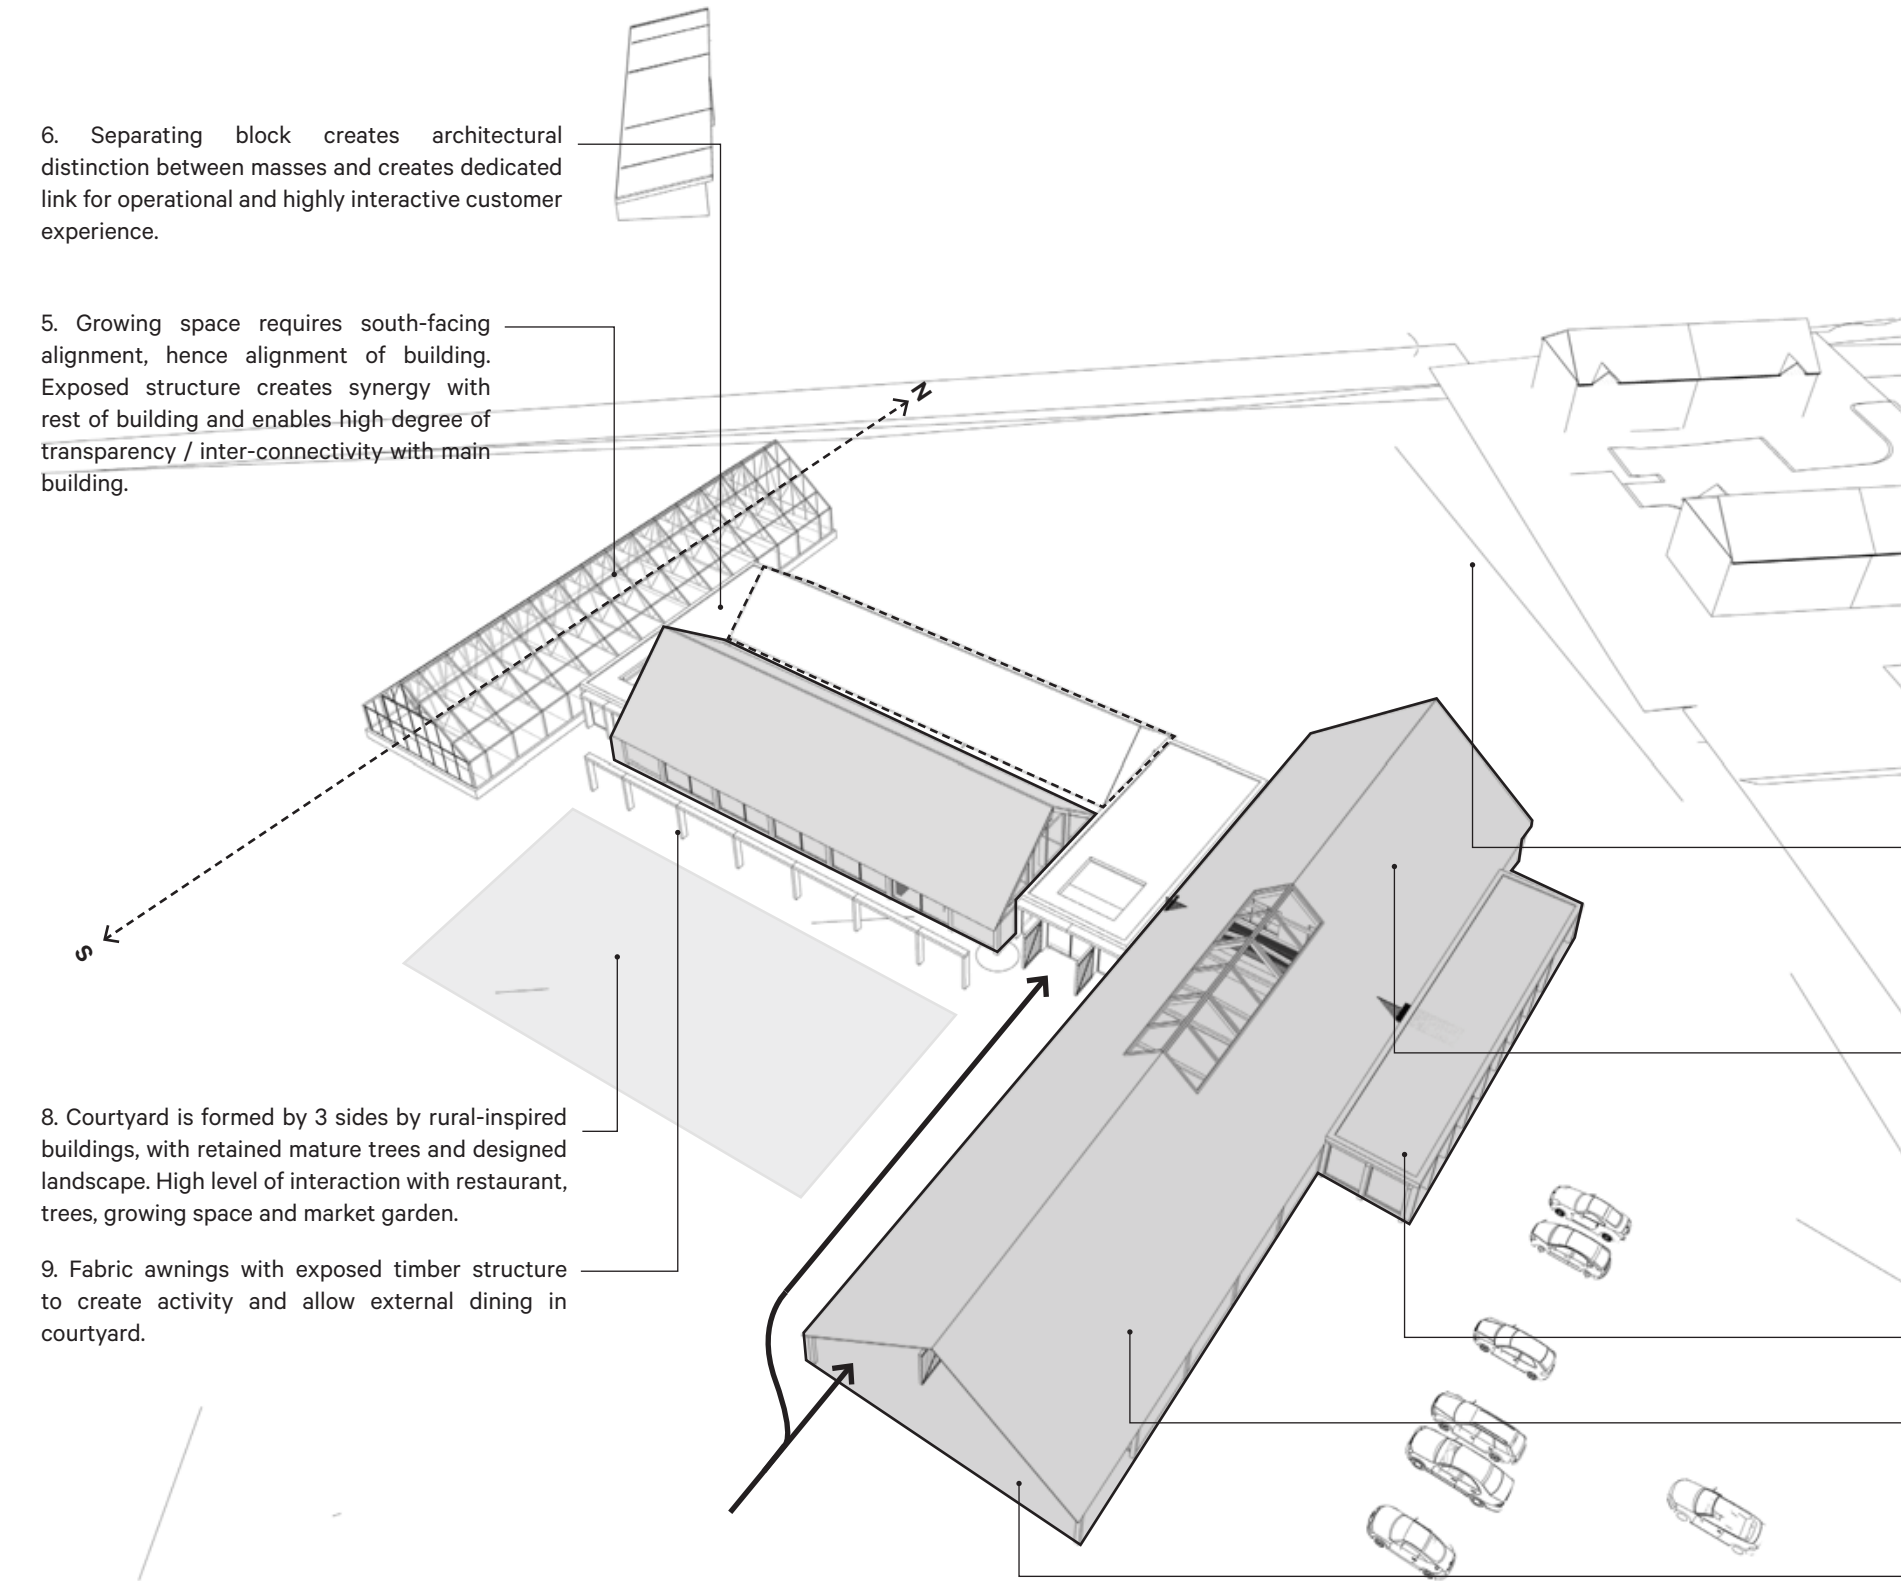 6. Separating block creates architectural
distinction between masses and creates dedicated
link for operational and highly interactive customer
experience.
5. Growing space requires south-facing
alignment, hence alignment of building.
Exposed structure creates synergy with
rest of building and enables high degree of
transparency / inter-connectivity with main
building.
N
S
8. Courtyard is formed by 3 sides by rural-inspired
buildings, with retained mature trees and designed
landscape. High level of interaction with restaurant,
trees, growing space and market garden.
9. Fabric awnings with exposed timber structure
to create activity and allow external dining in
courtyard.